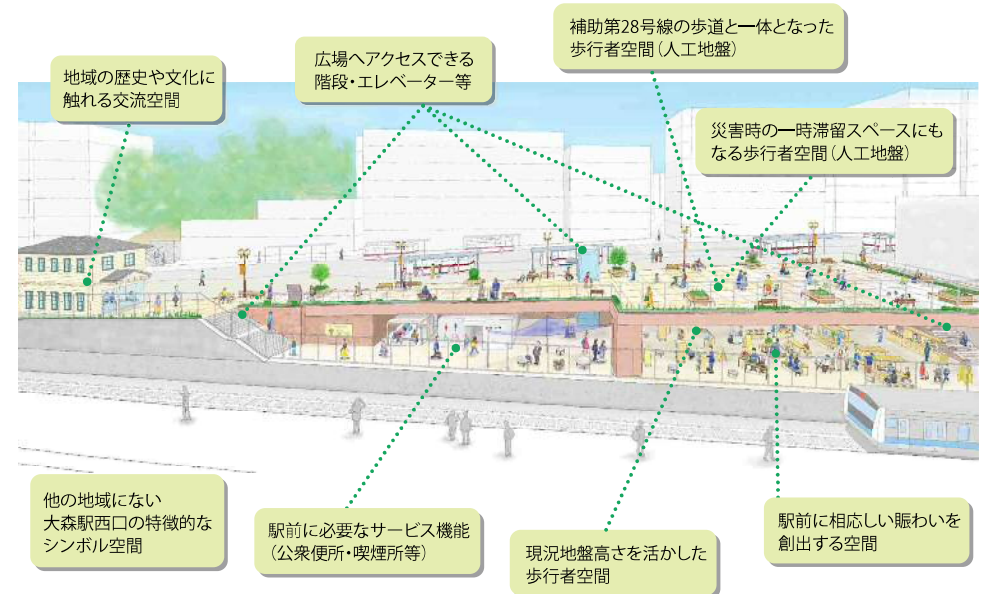 補助第28号線の歩道と一体となった
歩行者空間(人工地盤)
広場へアクセスできる
階段・エレベーター等
地域の歴史や文化に
触れる交流空間
災害時の一時滞留スペースにも
なる歩行者空間(人工地盤)
他の地域にない
大森駅西口の特徴的な
シンボル空間
駅前に必要なサービス機能
(公衆便所・喫煙所等)
現況地盤高さを活かした
歩行者空間
駅前に相応しい賑わいを
創出する空間